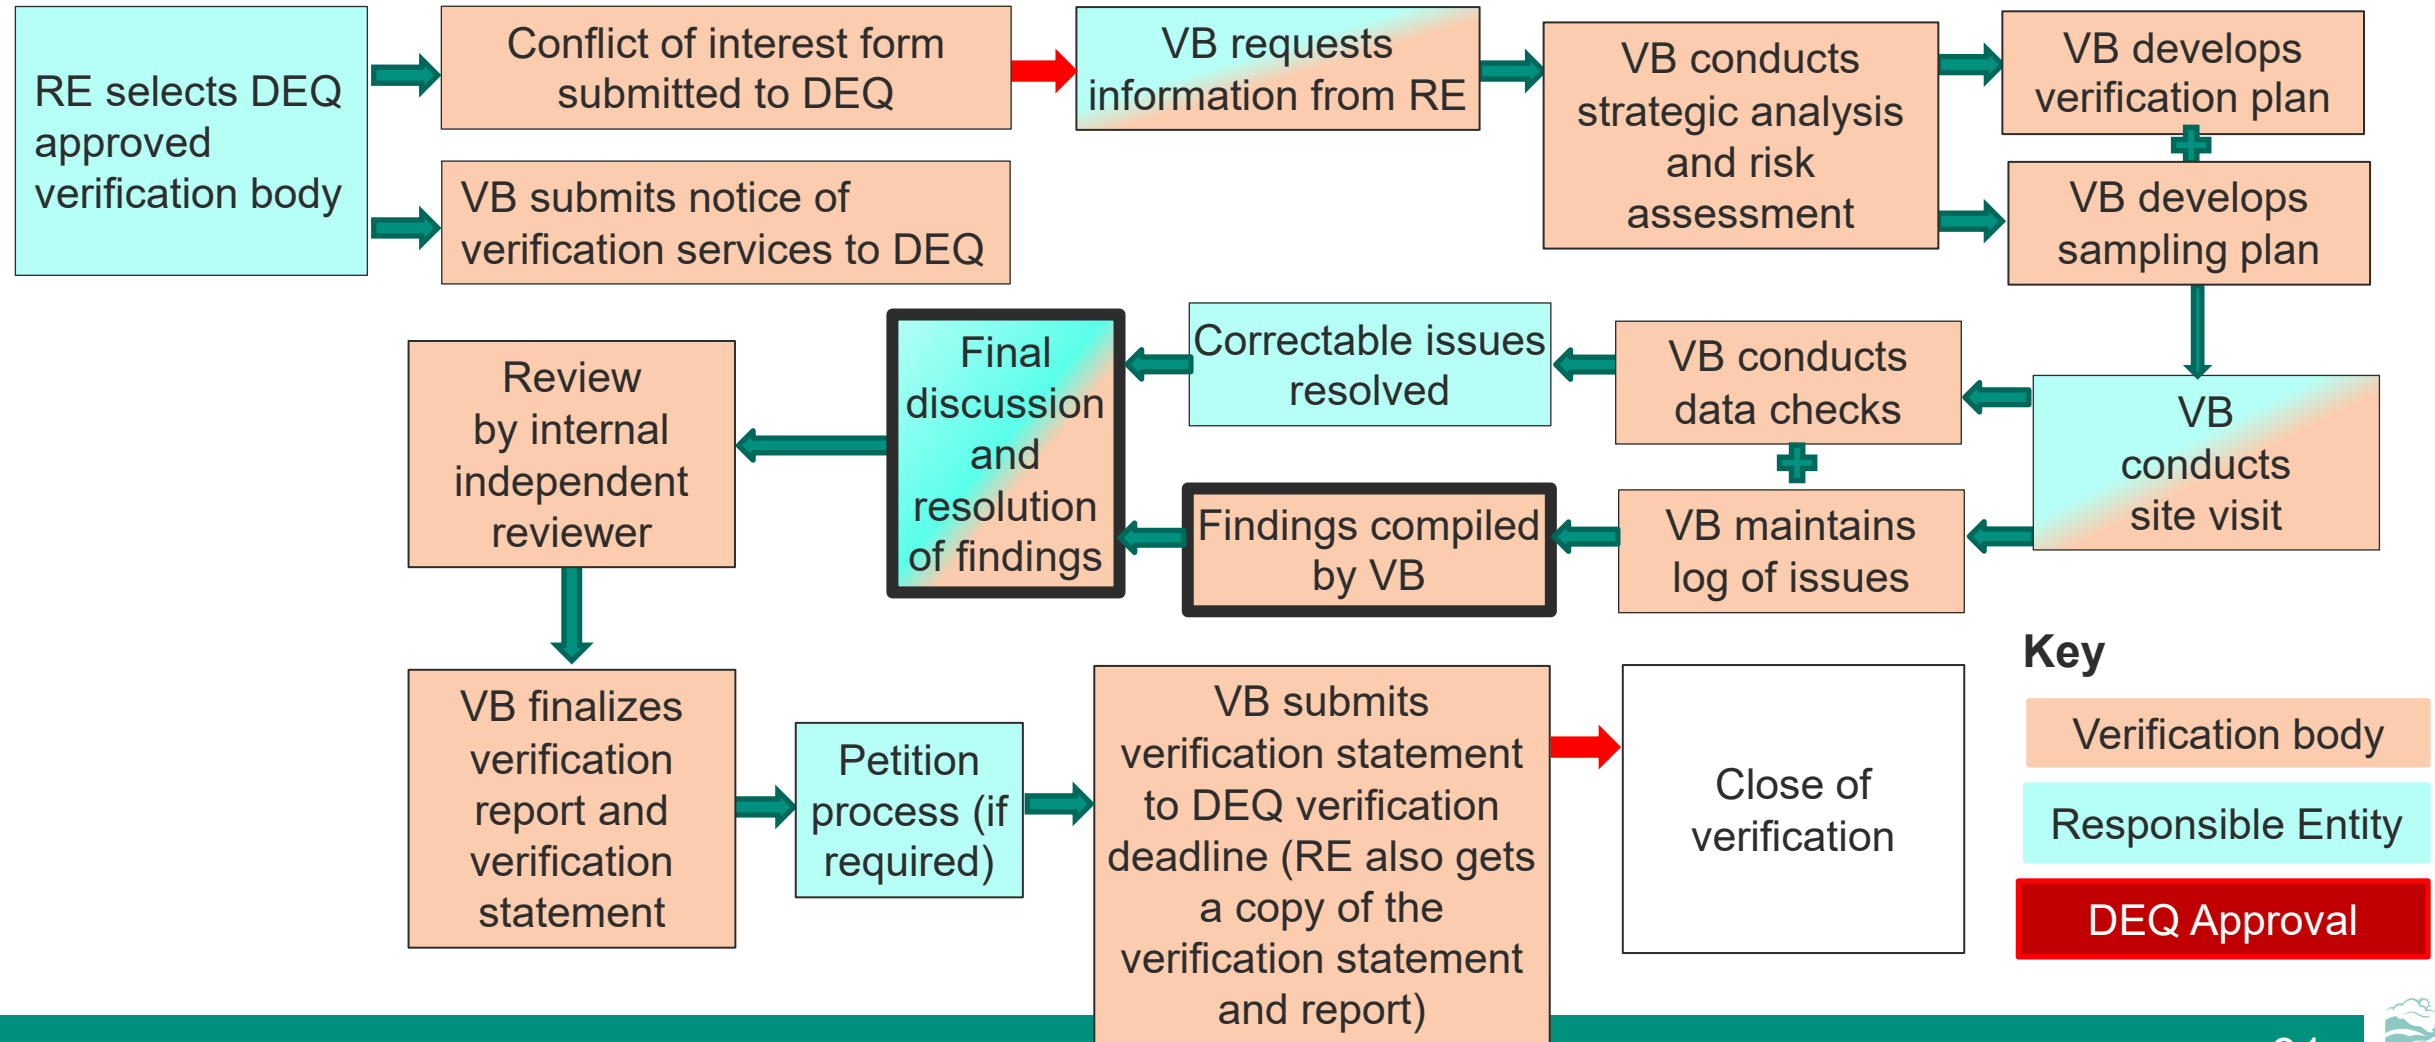 RE selects DEQ
approved
verification body
Conflict of interest form
submitted to DEQ
VB submits notice of
verification services to DEQ
VB requests
information from RE
VB conducts
strategic analysis
and risk
assessment
VB develops
verification plan
VB develops
sampling plan
VB
conducts
site visit
VB conducts
data checks
VB maintains
log of issues
Correctable issues
resolved
Findings compiled
by VB
Final
discussion
and
resolution
of findings
Review
by internal
independent
reviewer
VB finalizes
verification
report and
verification
statement
Petition
process (if
required)
VB submits
verification statement
to DEQ verification
deadline (RE also gets
a copy of the
verification statement
and report)
Close of
verification
Key
Verification body
Responsible Entity
DEQ Approval